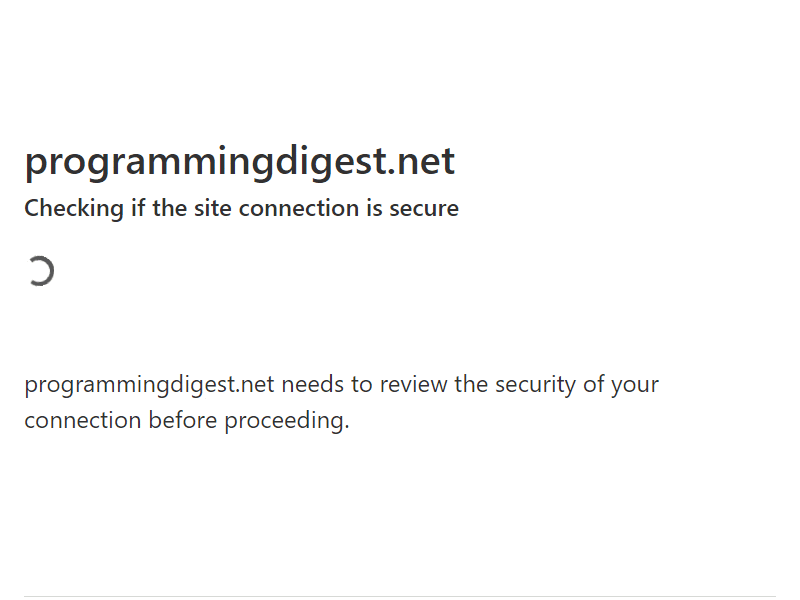 programmingdigest.net
Checking if the site connection is secure
programmingdigest.net needs to review the security of your
connection before proceeding.